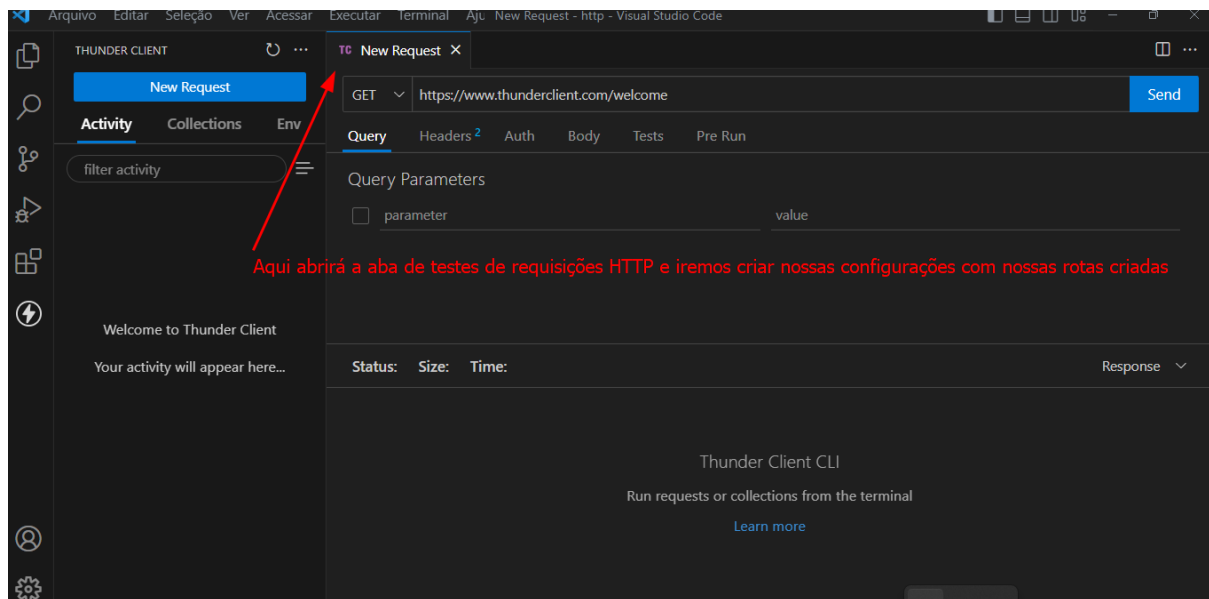 Arquivo Editar Seleção Ver Acessar Executar Terminal Aju New Request - http - Visual Studio Code
THUNDER CLIENT
New Request
Activity Collections Env
filter activity
Welcome to Thunder Client
Your activity will appear here...
TC New Request
GET https://www.thunderclient.com/welcome Send
Query Headers 2 Auth Body Tests Pre Run
Query Parameters
parameter value
Aqui abrirá a aba de testes de requisições HTTP e iremos criar nossas configurações com nossas rotas criadas
Status: Size: Time: Response
Thunder Client CLI
Run requests or collections from the terminal
Learn more